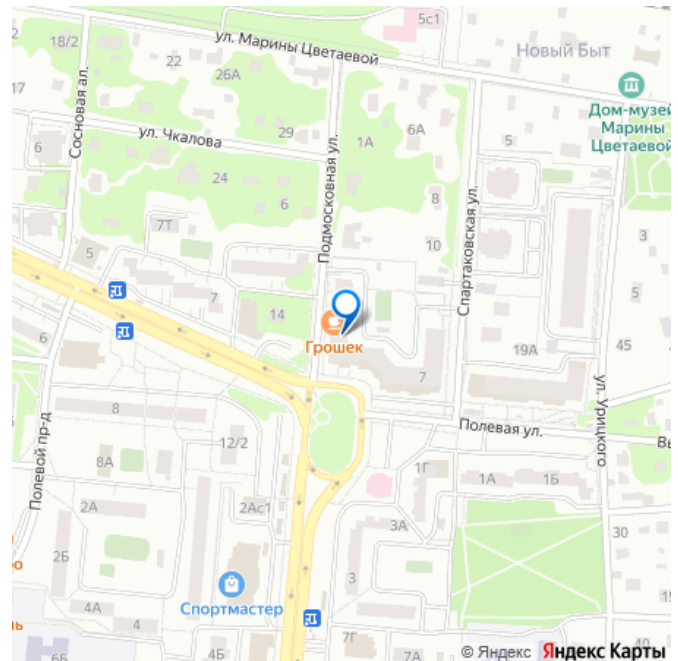 5с1
18/2
ул. Марины Цветаевой
22
26А
Новый Быт
17
Сосновая ал.
Дом-музей
Марины
Цветаевой
ул. Чкалова
29
1А
6А
5
6
24
6
Подмосковная ул.
8
Спартаковская ул.
3
7Т
10
5
7
14
Грошек
6
7
19А
45
ул. Урицкого
8
Полевая ул.
12/2
Полевой пр-д
8А
1Г
1А
1Б
2А
2Ас1
3А
30
2Б
3
Спортмастер
4А
4
4Б
7Г
7А
6Б
© Яндекс Яндекс Карты